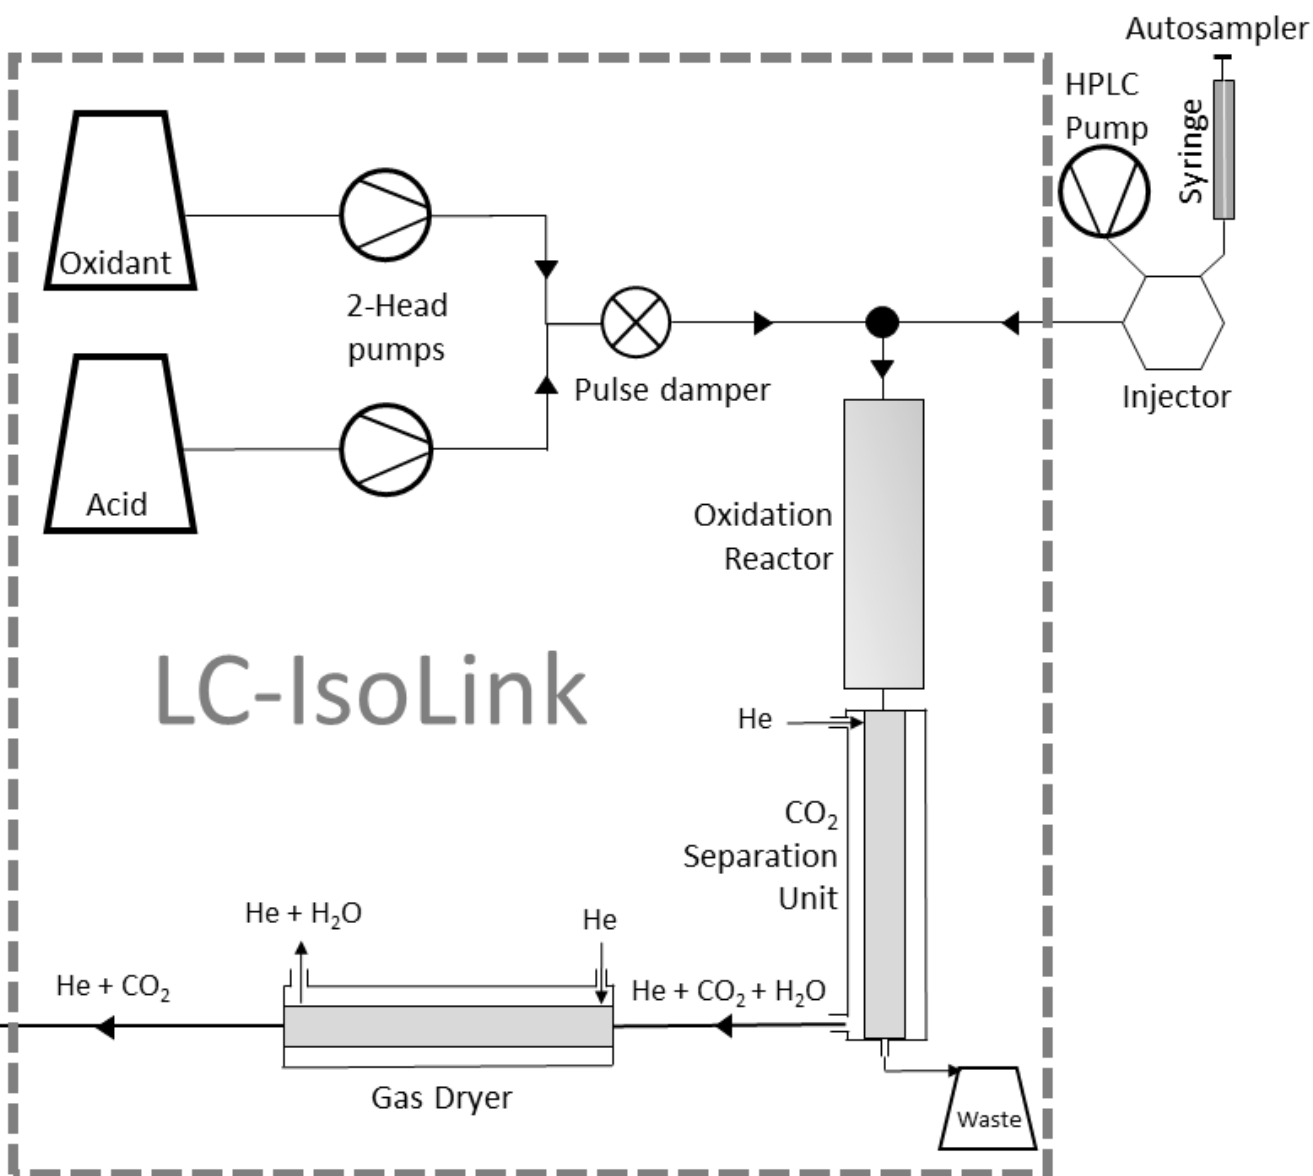 Autosampler
HPLC
Pump
Syringe
Injector
Oxidant
2-Head
pumps
Pulse damper
Acid
Oxidation
Reactor
LC-IsoLink
He
CO₂
Separation
Unit
He + H₂O
He
He + CO₂
He + CO₂ + H₂O
Gas Dryer
Waste